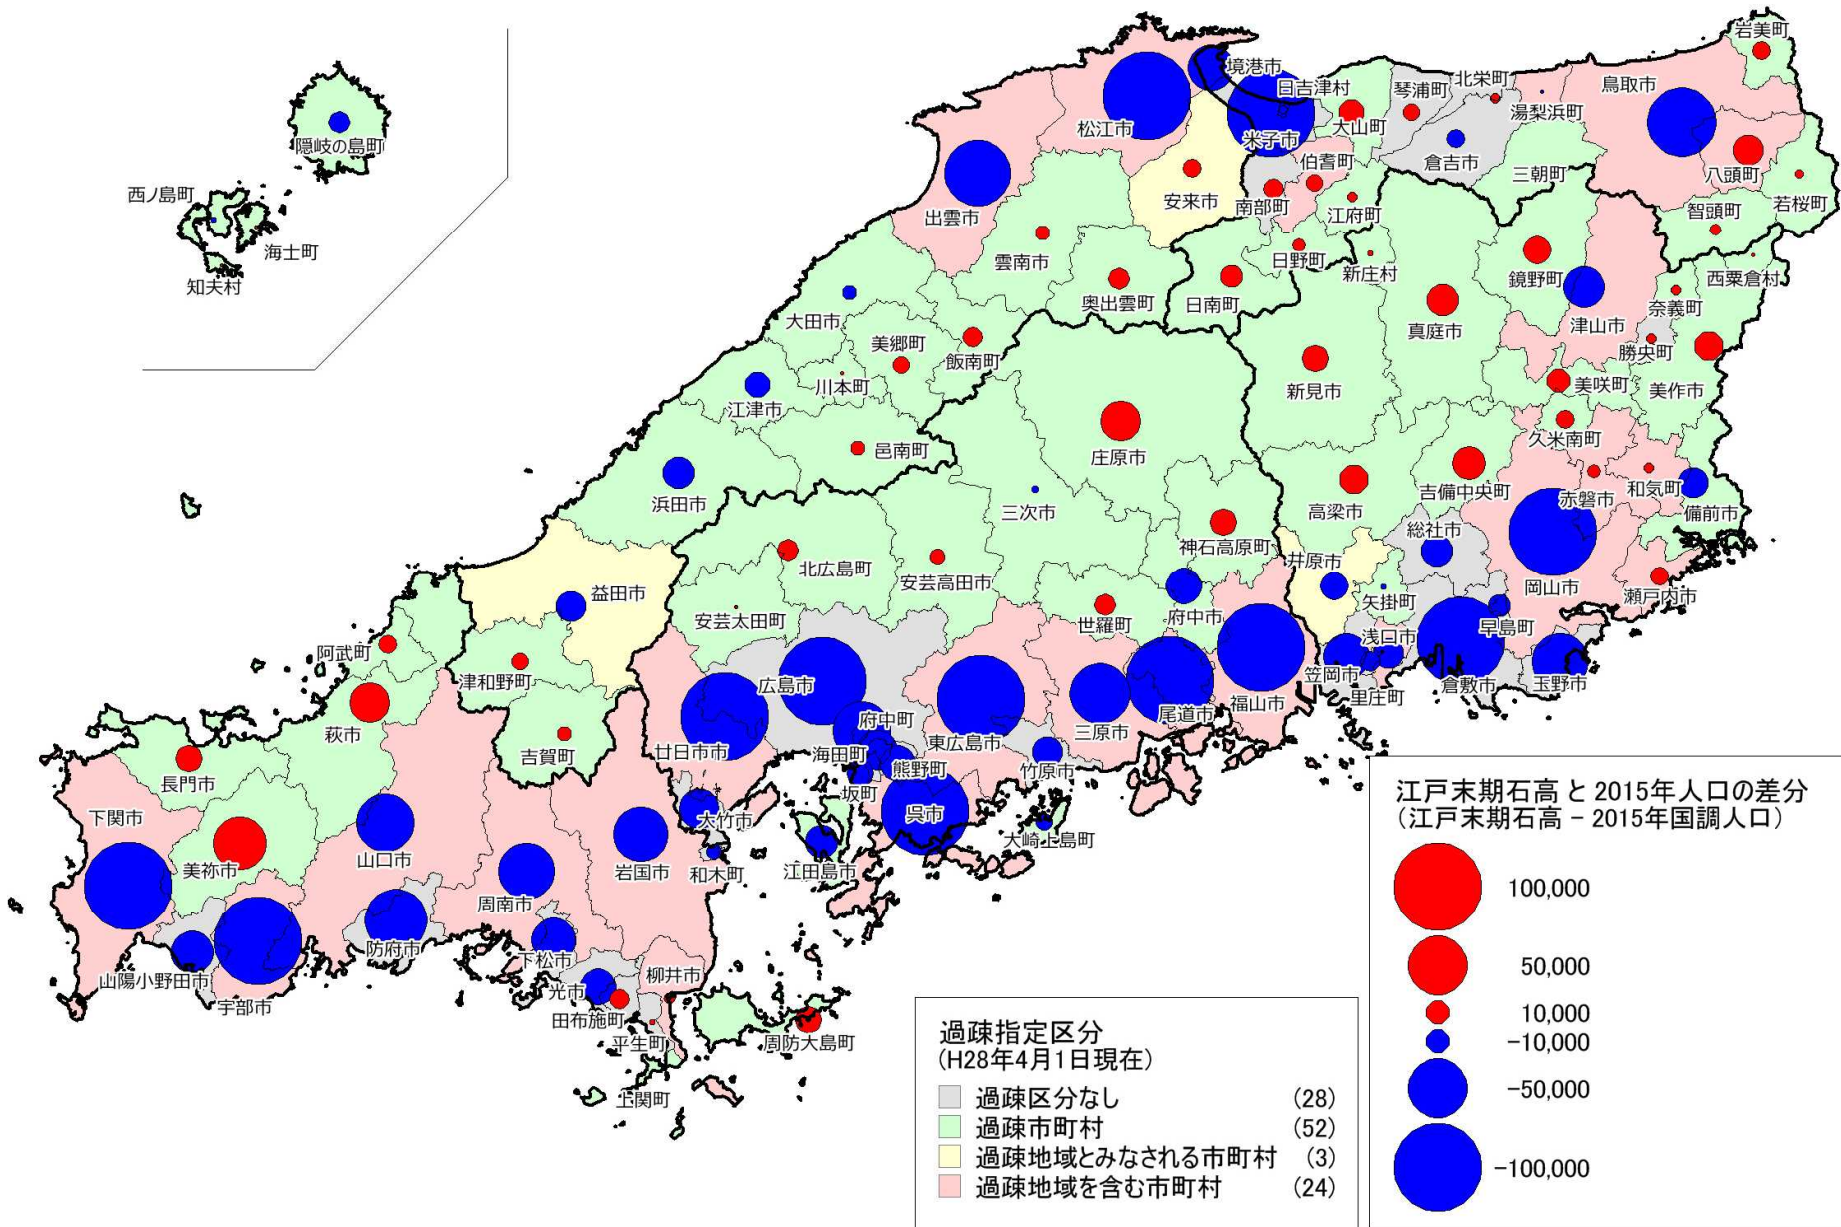 岩美町
鳥取市
境港市
日吉津村
琴浦町
北栄町
湯梨浜町
松江市
米子市
大山町
倉吉市
八頭町
隠岐の島町
伯耆町
三朝町
西ノ島町
出雲市
安来市
南部町
江府町
智頭町
若桜町
海士町
知夫村
雲南市
日野町
新庄村
鏡野町
西粟倉村
奥出雲町
日南町
奈義町
大田市
真庭市
津山市
美郷町
飯南町
勝央町
川本町
新見市
美咲町
美作市
江津市
邑南町
庄原市
久米南町
浜田市
三次市
高梁市
吉備中央町
赤磐市
和気町
備前市
神石高原町
総社市
北広島町
安芸高田市
井原市
岡山市
瀬戸内市
益田市
安芸太田町
世羅町
府中市
矢掛町
早島町
浅口市
阿武町
津和野町
広島市
笠岡市
倉敷市
玉野市
里庄町
福山市
尾道市
萩市
吉賀町
廿日市市
府中町
海田町
東広島市
三原市
長門市
熊野町
竹原市
坂町
下関市
大竹市
呉市
大崎上島町
美祢市
山口市
岩国市
和木町
江田島市
周南市
防府市
下松市
山陽小野田市
宇部市
光市
柳井市
田布施町
平生町
周防大島町
上関町
江戸末期石高と2015年人口の差分
(江戸末期石高－2015年国調人口)
100,000
50,000
10,000
-10,000
-50,000
-100,000
過疎指定区分
(H28年4月1日現在)
過疎区分なし (28)
過疎市町村 (52)
過疎地域とみなされる市町村 (3)
過疎地域を含む市町村 (24)